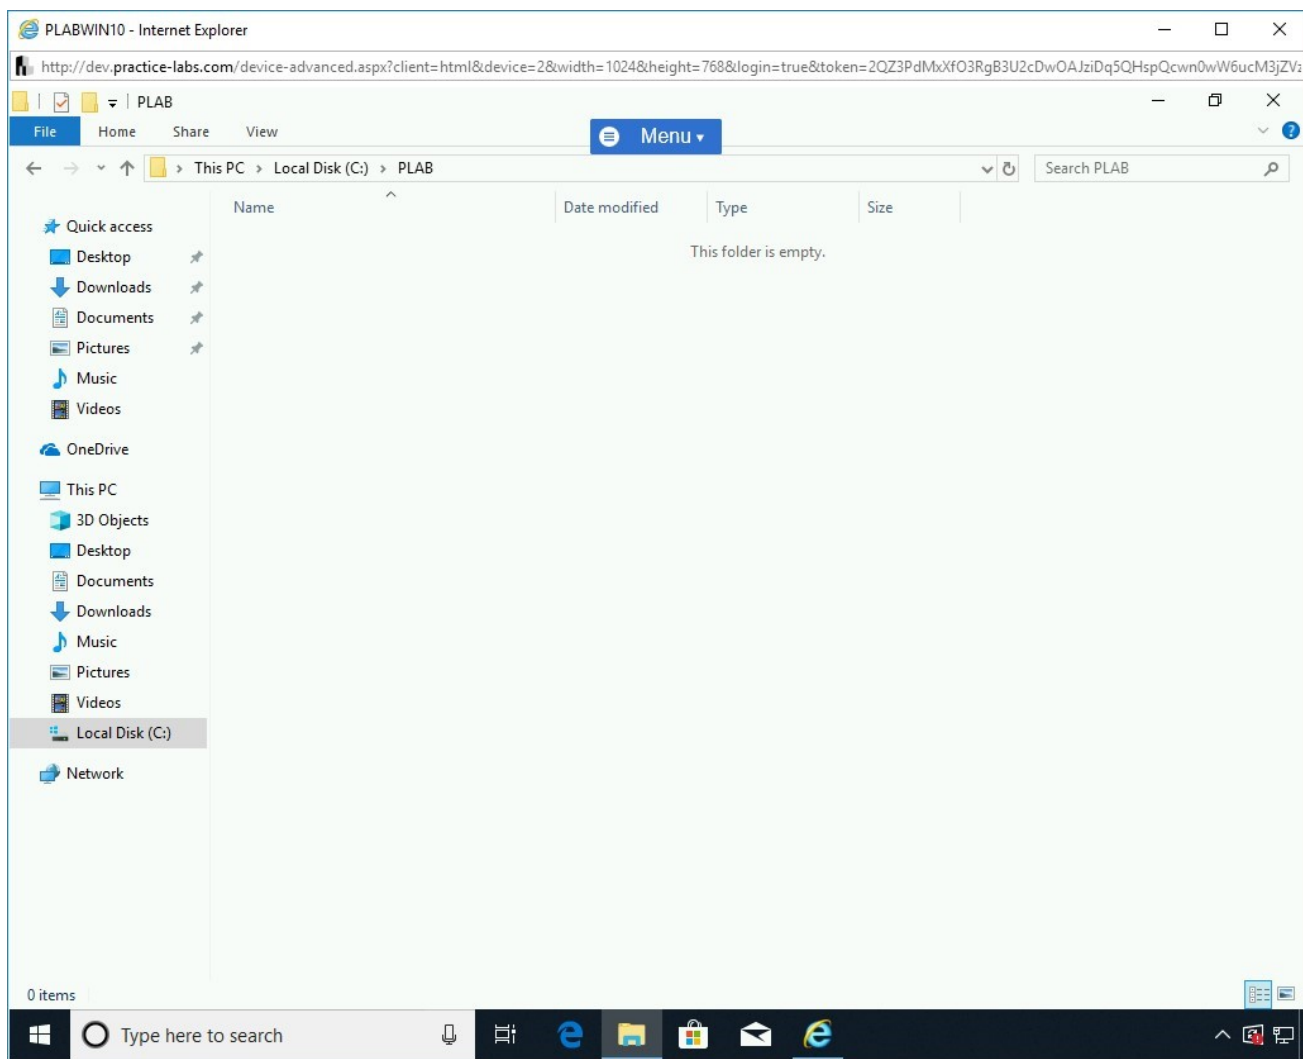 PLABWIN10 - Internet Explorer
http://dev.practice-labs.com/device-advanced.aspx?client=html&device=2&width=1024&height=768&login=true&token=2QZ3PdMxXfO3RgB3U2cDwOAJziDq5QHspQcwn0wW6ucM3jZVz
PLAB
File Home Share View
Menu
This PC > Local Disk (C:) > PLAB
Search PLAB
Name Date modified Type Size
This folder is empty.
Quick access
Desktop
Downloads
Documents
Pictures
Music
Videos
OneDrive
This PC
3D Objects
Desktop
Documents
Downloads
Music
Pictures
Videos
Local Disk (C:)
Network
0 items
Type here to search